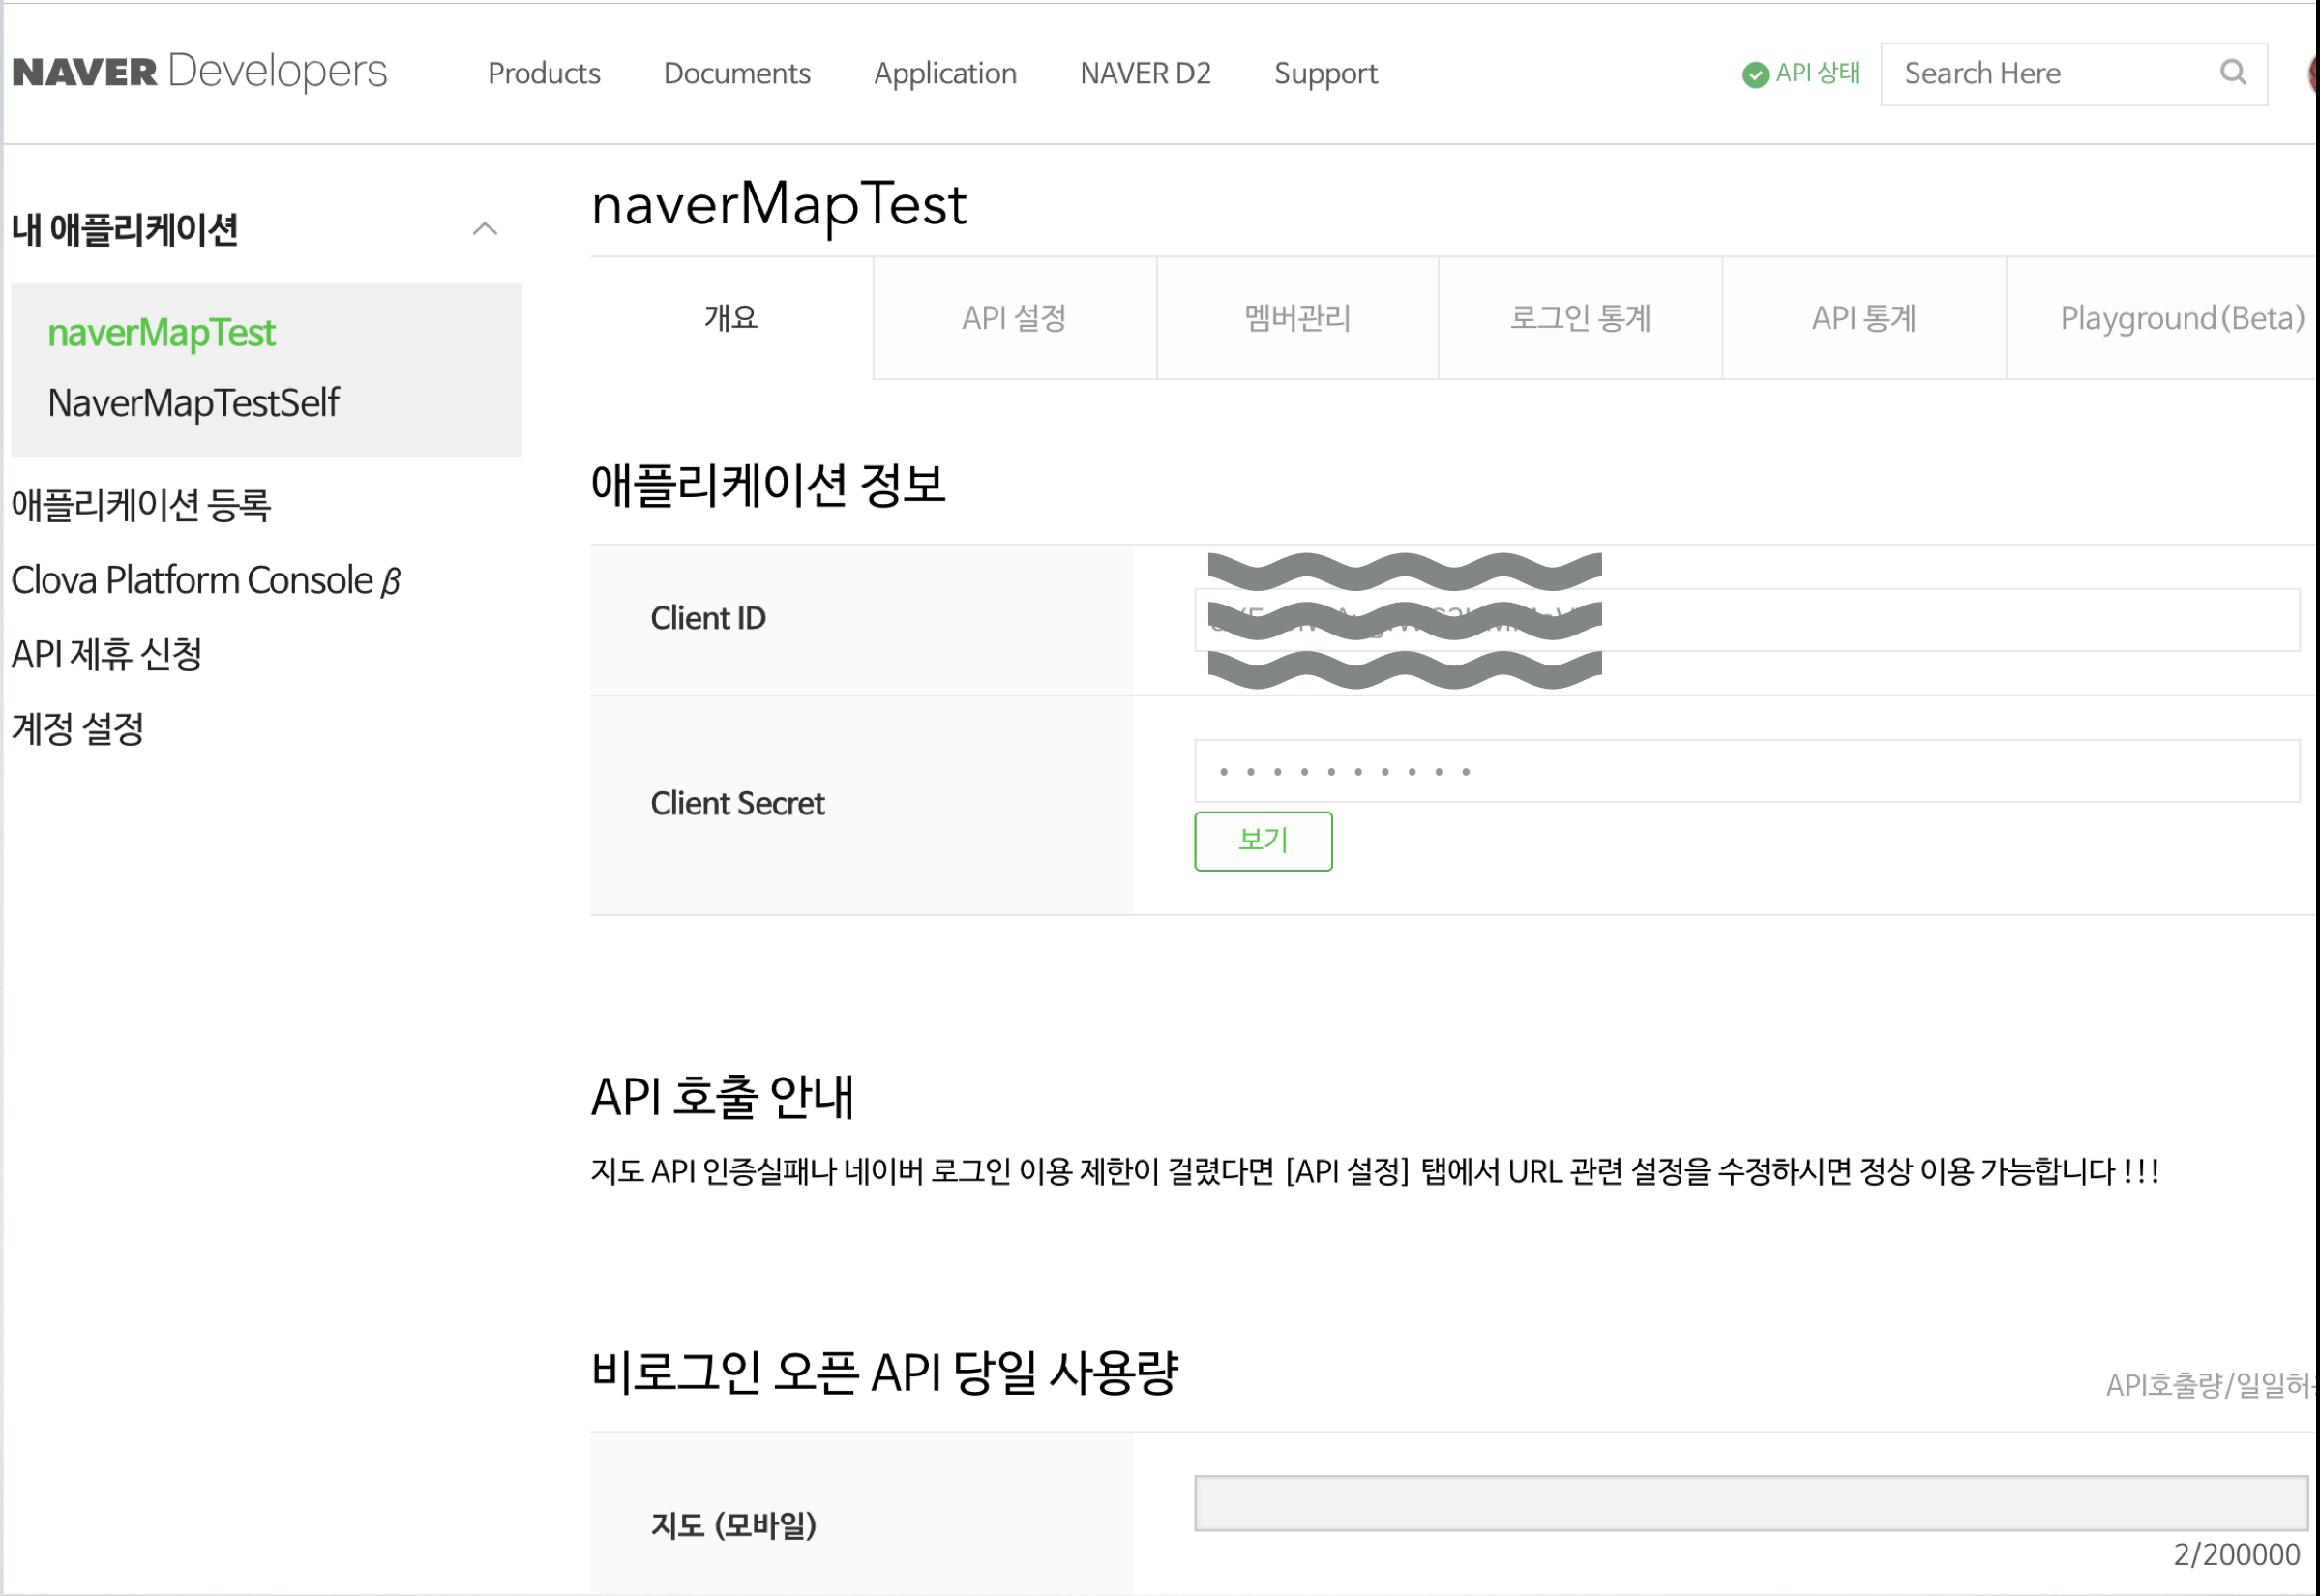 NAVER Developers Products Documents Application NAVER D2 Support API 상태 Search Here
내 애플리케이션
naverMapTest
NaverMapTestSelf
애플리케이션 등록
Clova Platform Console β
API 제휴 신청
계정 설정
naverMapTest
개요 API 설정 멤버관리 로그인 통계 API 통계 Playground(Beta)
애플리케이션 정보
Client ID
Client Secret
보기
API 호출 안내
지도 API 인증실패나 네이버 로그인 이용 제한이 걸렸다면 [API 설정] 탭에서 URL 관련 설정을 수정하시면 정상 이용 가능합니다 !!!
비로그인 오픈 API 당일 사용량
API호출량/일일허
지도 (모바일)
2/200000